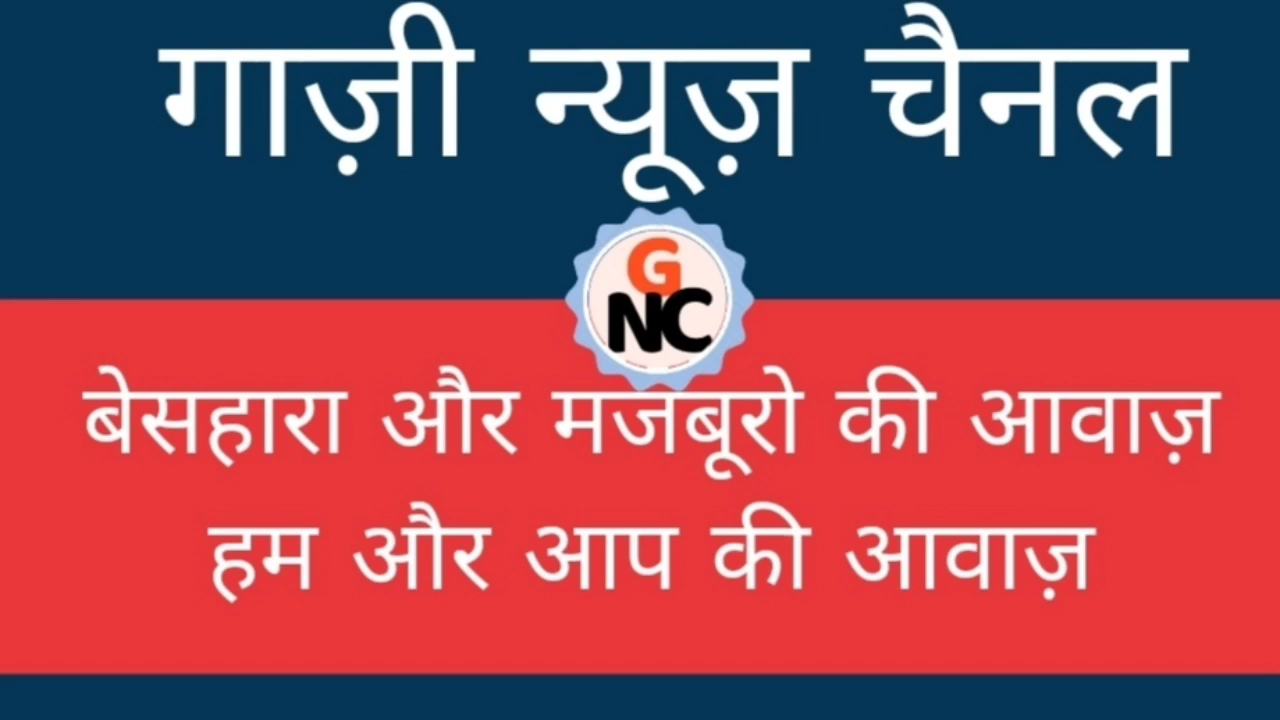 गाज़ी न्यूज़ चैनल
G
NC
बेसहारा और मजबूरो की आवाज़
हम और आप की आवाज़